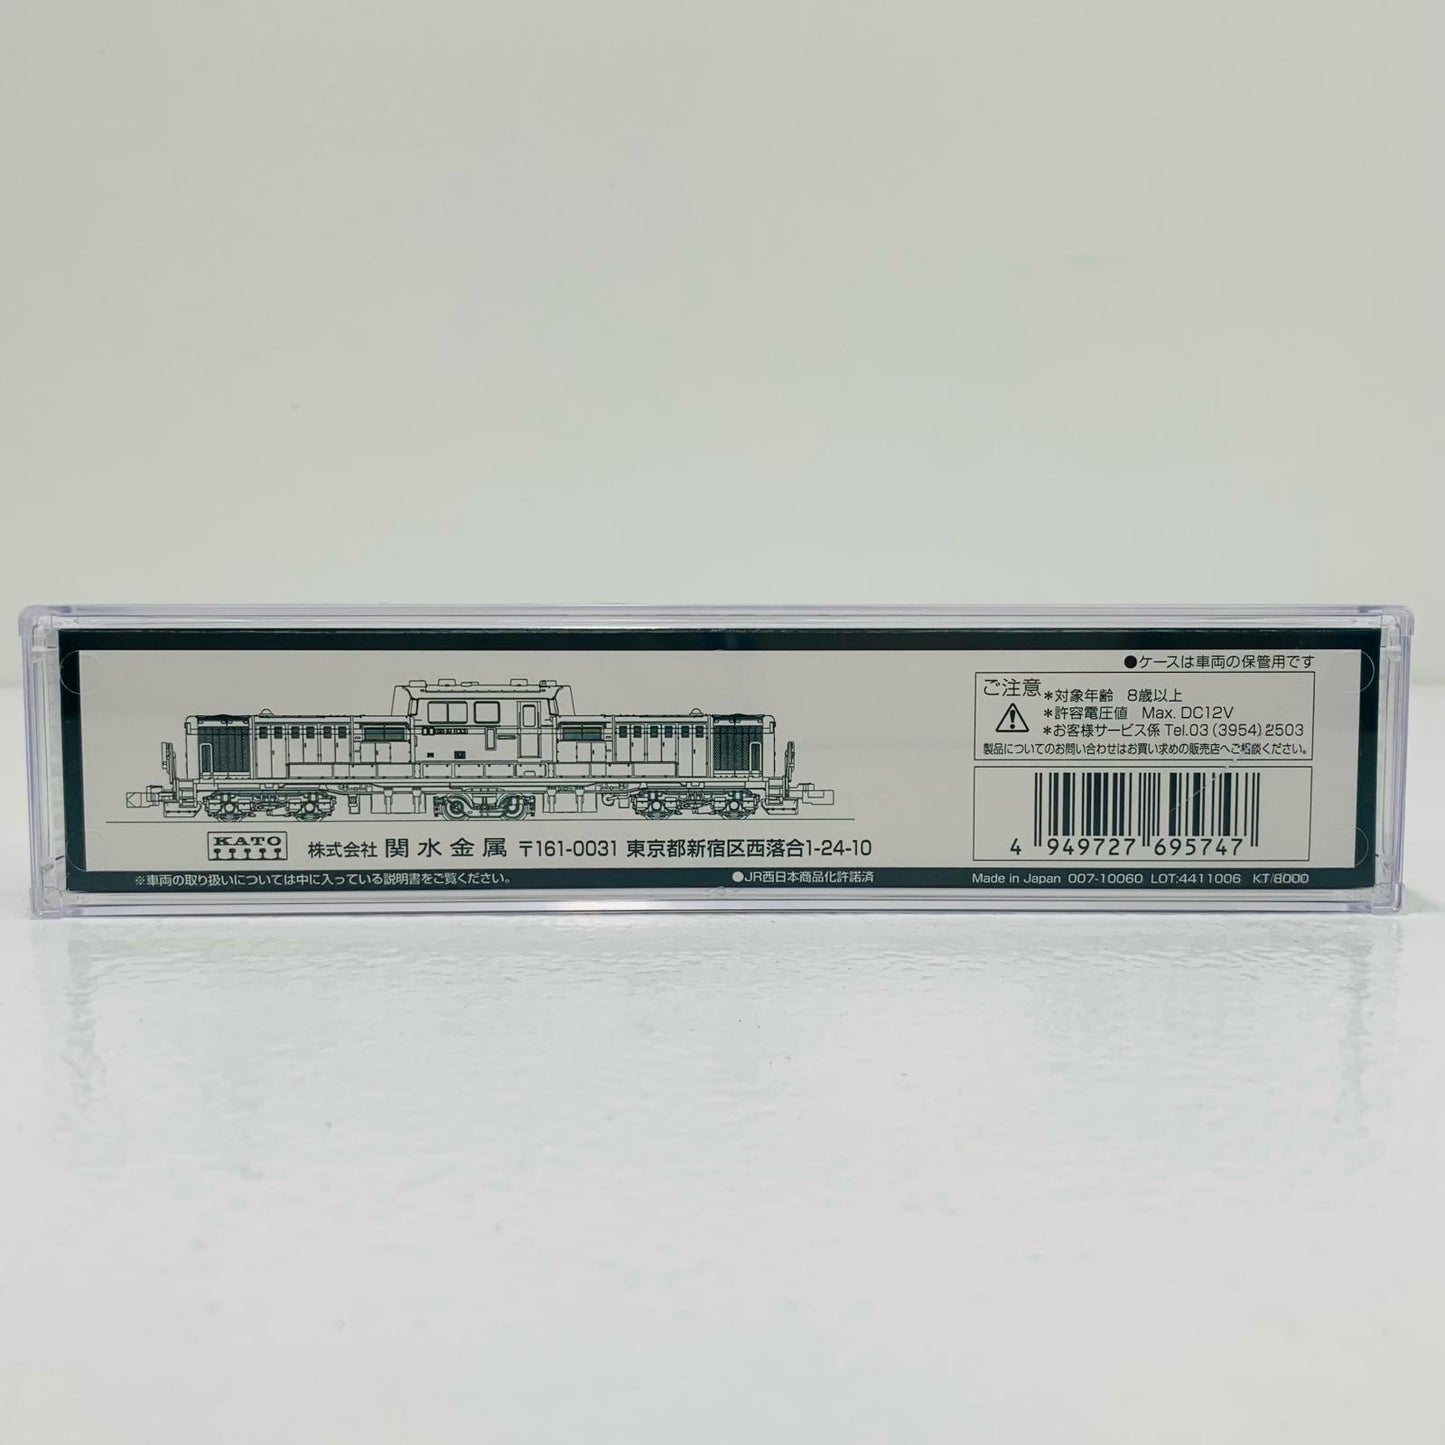 ●ケースは車両の保管用です
ご注意
*対象年齢 8歳以上
*許容電圧値 Max. DC12V
*お客様サービス係 Tel.03(3954)2503
製品についてのお問い合わせはお買い求めの販売店へご相談ください。
4 949727 695747
KATO
株式会社 関水金属 〒161-0031 東京都新宿区西落合1-24-10
※車両の取り扱いについては中に入っている説明書をご覧ください。
●JR西日本商品化許諾済
Made in Japan 007-10060 LOT:4411006 KT/8000